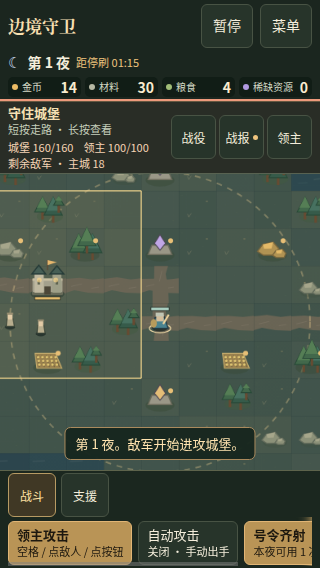 边境守卫
暂停
菜单
☾ 第 1 夜 距停刷 01:15
金币 14 材料 30 粮食 4 稀缺资源 0
守住城堡
短按走路 · 长按查看
城堡 160/160 领主 100/100
剩余敌军 · 主城 18
战役
战报
领主
第 1 夜。敌军开始进攻城堡。
战斗
支援
领主攻击
空格 / 点敌人 / 点按钮
自动攻击
关闭 · 手动出手
号令齐射
本夜可用 1